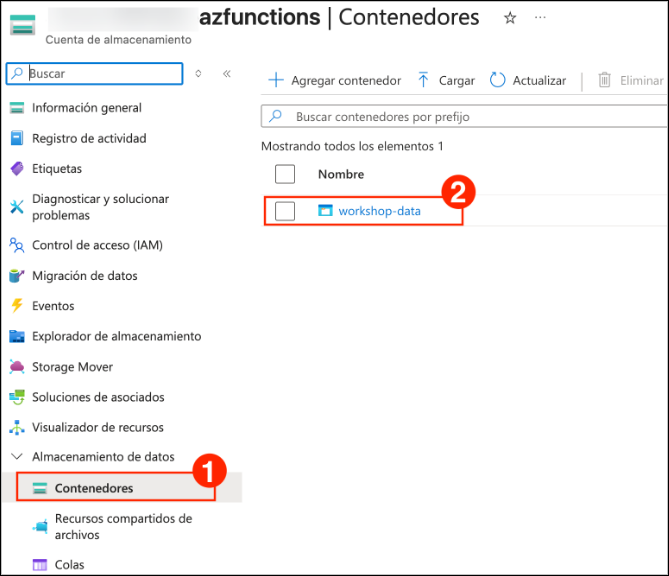 azfunctions | Contenedores
Cuenta de almacenamiento
Buscar
Información general
Registro de actividad
Etiquetas
Diagnosticar y solucionar
problemas
Control de acceso (IAM)
Migración de datos
Eventos
Explorador de almacenamiento
Storage Mover
Soluciones de asociados
Visualizador de recursos
Almacenamiento de datos
1
Contenedores
Recursos compartidos de
archivos
Colas
Agregar contenedor Cargar Actualizar Eliminar
Buscar contenedores por prefijo
Mostrando todos los elementos 1
Nombre
2
workshop-data